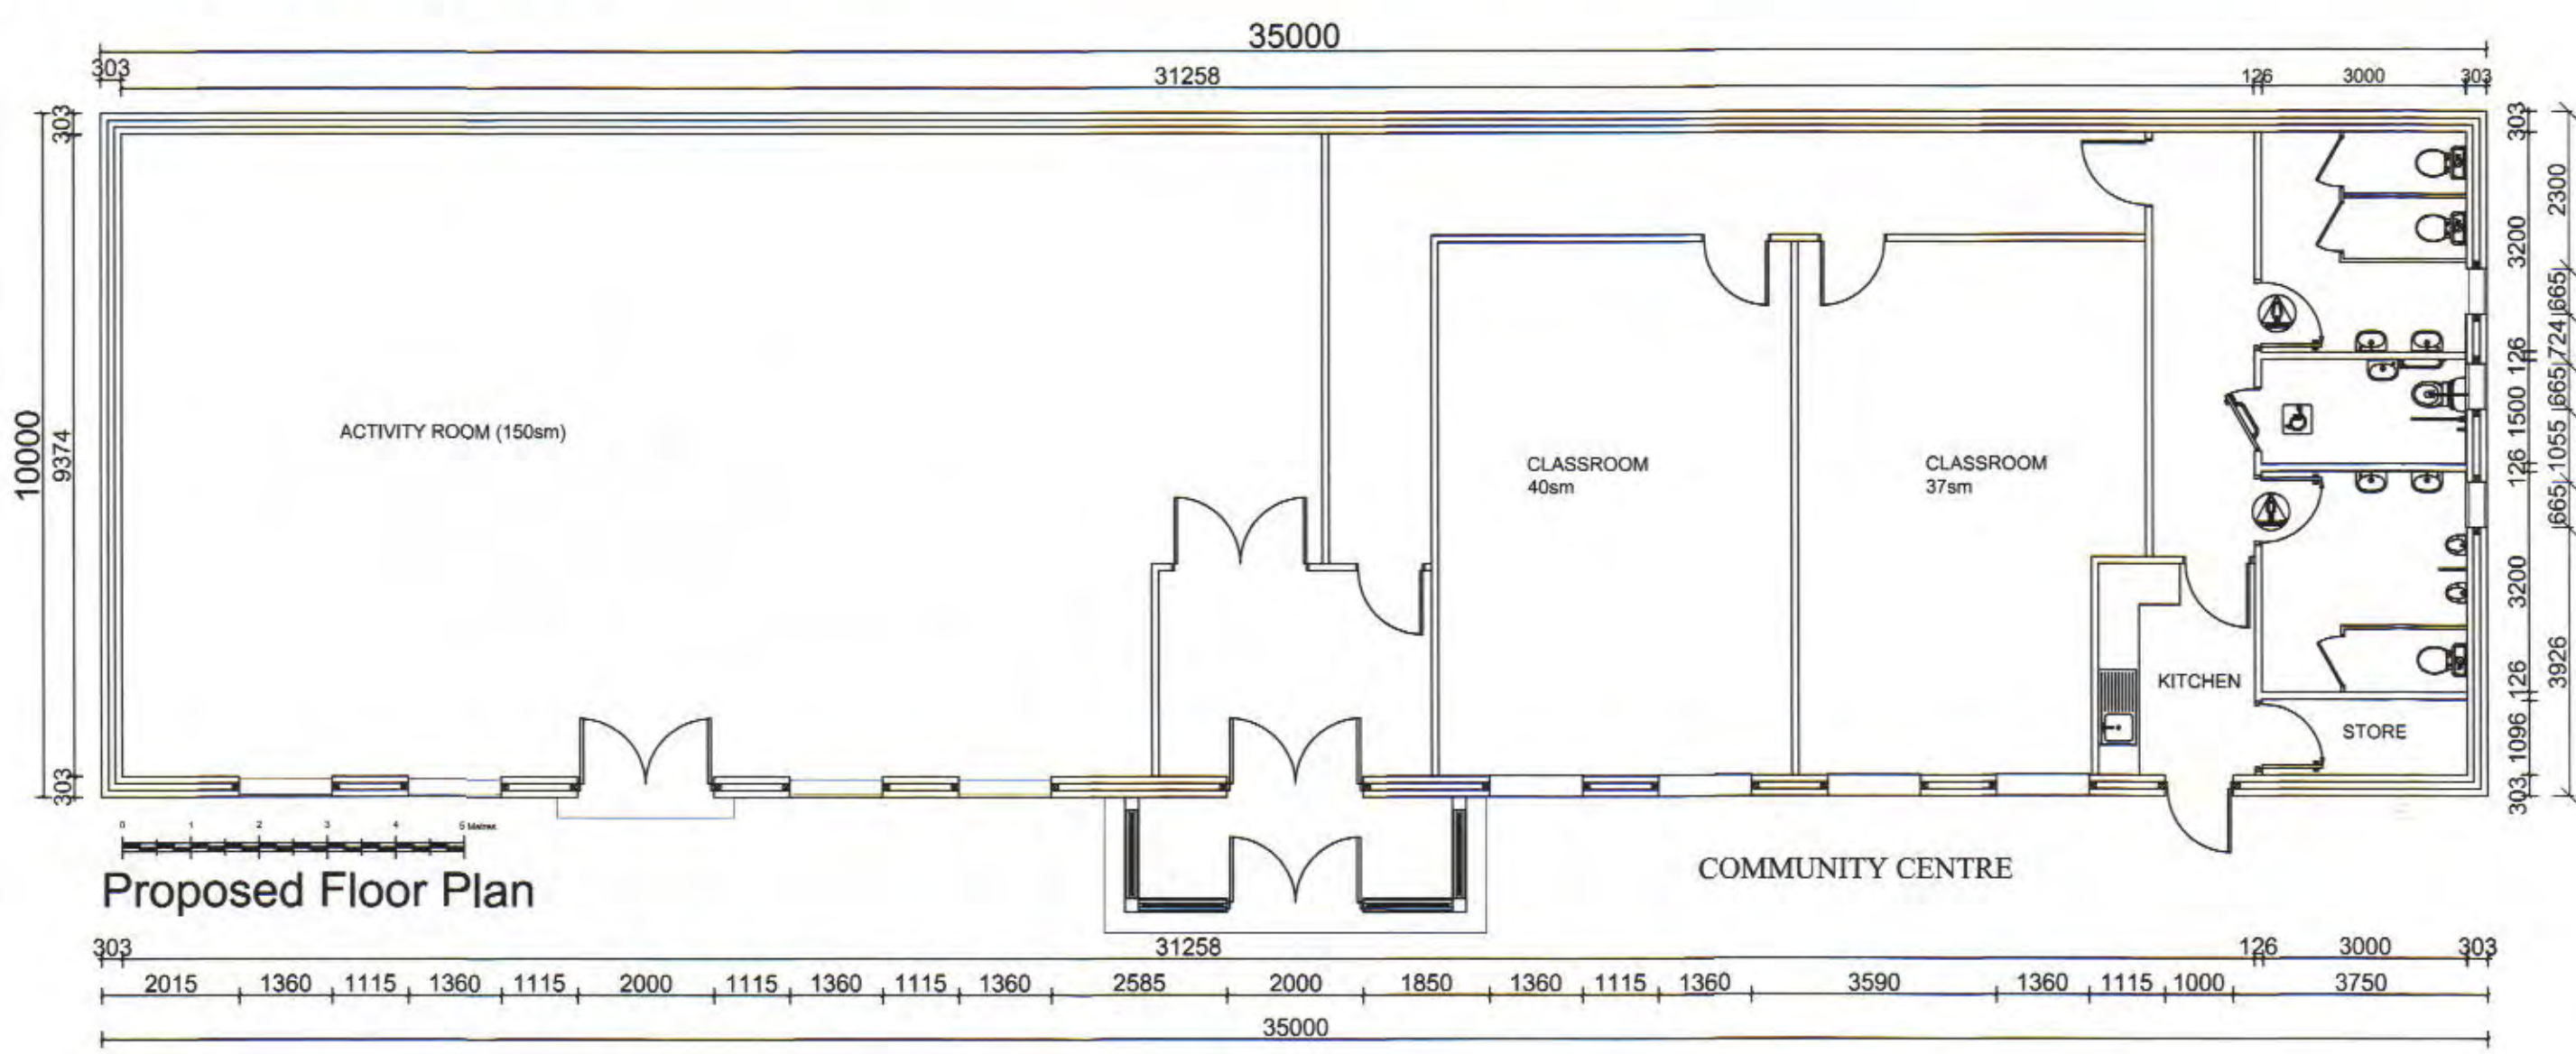 35000
303 31258 126 3000 303
303
10000
9374
303
303
3200
126
1500
126
3200
126
1096
303
2300
665
724
665
1055
665
3926
ACTIVITY ROOM (150sm)
CLASSROOM
40sm
CLASSROOM
37sm
KITCHEN
STORE
0 1 2 3 4 5 Metres
Proposed Floor Plan
COMMUNITY CENTRE
303 31258 126 3000 303
2015 1360 1115 1360 1115 2000 1115 1360 1115 1360 2585 2000 1850 1360 1115 1360 3590 1360 1115 1000 3750
35000